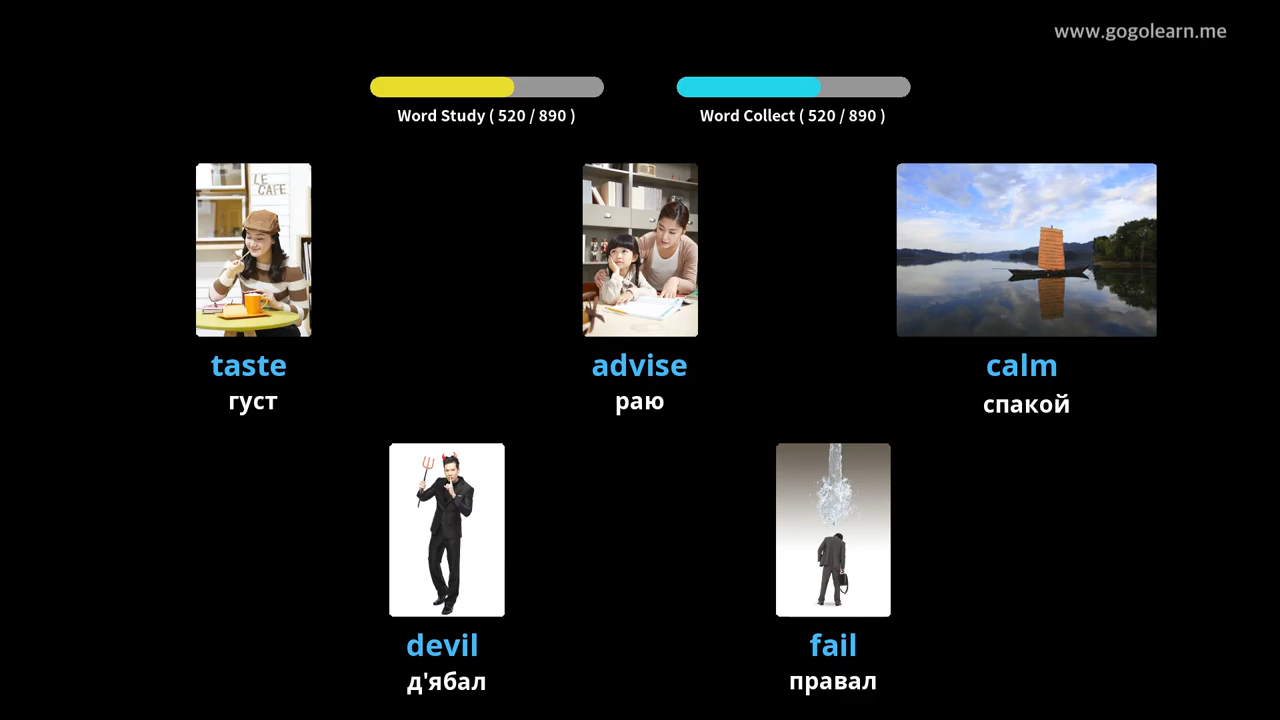 www.gogolearn.me
Word Study ( 520 / 890 )
Word Collect ( 520 / 890 )
LE CAFE
taste
густ
advise
раю
calm
спакой
devil
д'ябал
fail
правал